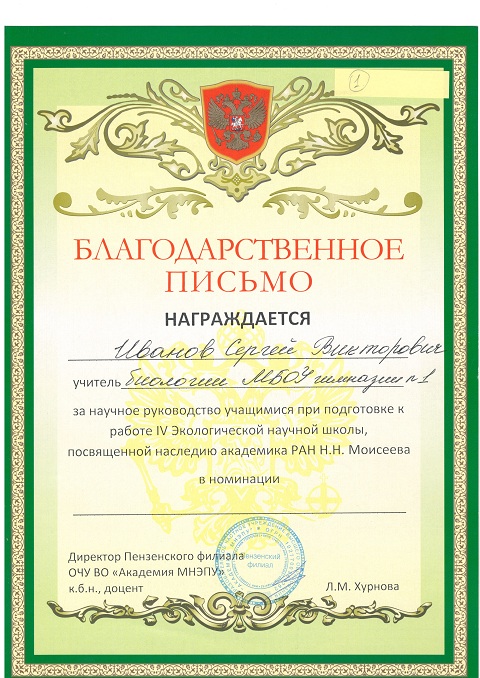 1
БЛАГОДАРСТВЕННОЕ
ПИСЬМО
НАГРАЖДАЕТСЯ
Иванов Сергей Викторович
учитель биологии МБОУ гимназии №1
за научное руководство учащимися при подготовке к
работе IV Экологической научной школы,
посвященной наследию академика РАН Н.Н. Моисеева
в номинации
Директор Пензенского филиала
ОЧУ ВО «Академия МНЭПУ»
к.б.н., доцент
Л.М. Хурнова
Пензенский
филиал